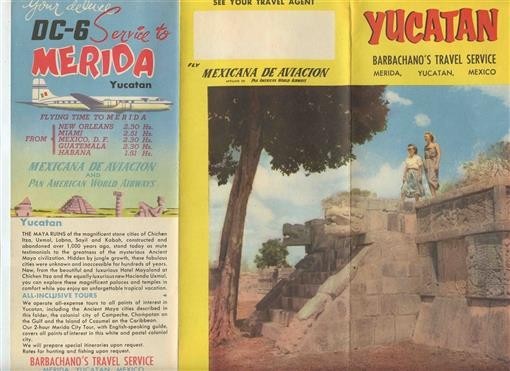 Your deluxe
DC-6 Service to
MERIDA
Yucatan
FLYING TIME TO MERIDA
FROM
NEW ORLEANS 2.50 Hs.
MIAMI 2.51 Hs.
MEXICO, D. F. 2.30 Hs.
GUATEMALA 2.30 Hs.
HABANA 1.51 Hs.
MEXICANA DE AVIACION
AND
PAN AMERICAN WORLD AIRWAYS
Yucatan
THE MAYA RUINS of the magnificent stone cities of Chichen
Itza, Uxmal, Labna, Sayil and Kabah, constructed and
abandoned over 1,000 years ago, stand today as mute
testimonials to the greatness of the mysterious Ancient
Maya civilization. Hidden by jungle growth, these fabulous
cities were unknown and inaccessible for hundreds of years.
Now, from the beautiful and luxurious Hotel Mayaland at
Chichen Itza and the equally luxurious new Hacienda Uxmal,
you can explore these magnificent palaces and temples in
comfort while you enjoy an unforgettable tropical vacation.
ALL-INCLUSIVE TOURS
We operate all-expense tours to all points of interest in
Yucatan, including the Ancient Maya cities described in
this folder, the colonial city of Campeche, Champoton on
the Gulf and the Island of Cozumel on the Caribbean.
Our 2-hour Merida City Tour, with English-speaking guide,
covers all points of interest in this white and pastel colonial
city.
We will prepare special itineraries upon request.
Rates for hunting and fishing upon request.
BARBACHANO'S TRAVEL SERVICE
MERIDA, YUCATAN, MEXICO
SEE YOUR TRAVEL AGENT
FLY MEXICANA DE AVIACION
AFFILIATE OF PAN AMERICAN WORLD AIRWAYS
YUCATAN
BARBACHANO'S TRAVEL SERVICE
MERIDA, YUCATAN, MEXICO